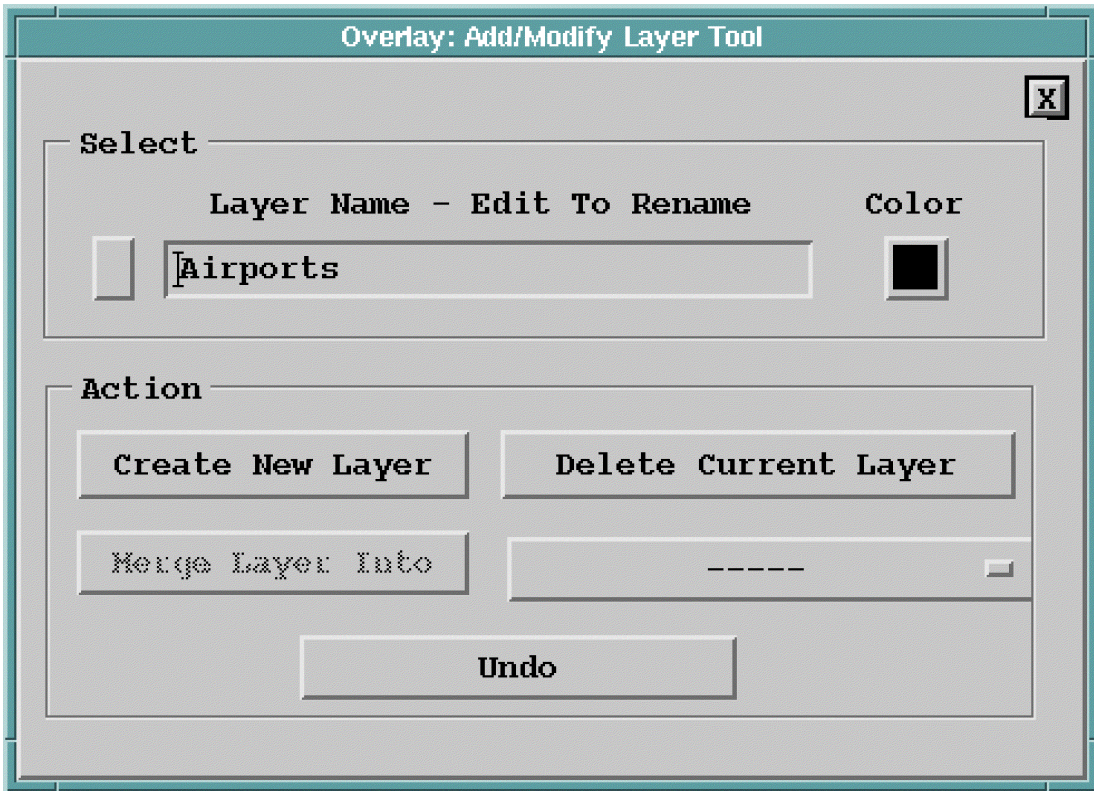 Overlay: Add/Modify Layer Tool
X
Select
Layer Name - Edit To Rename Color
Airports
Action
Create New Layer Delete Current Layer
Merge Layer Into -----
Undo